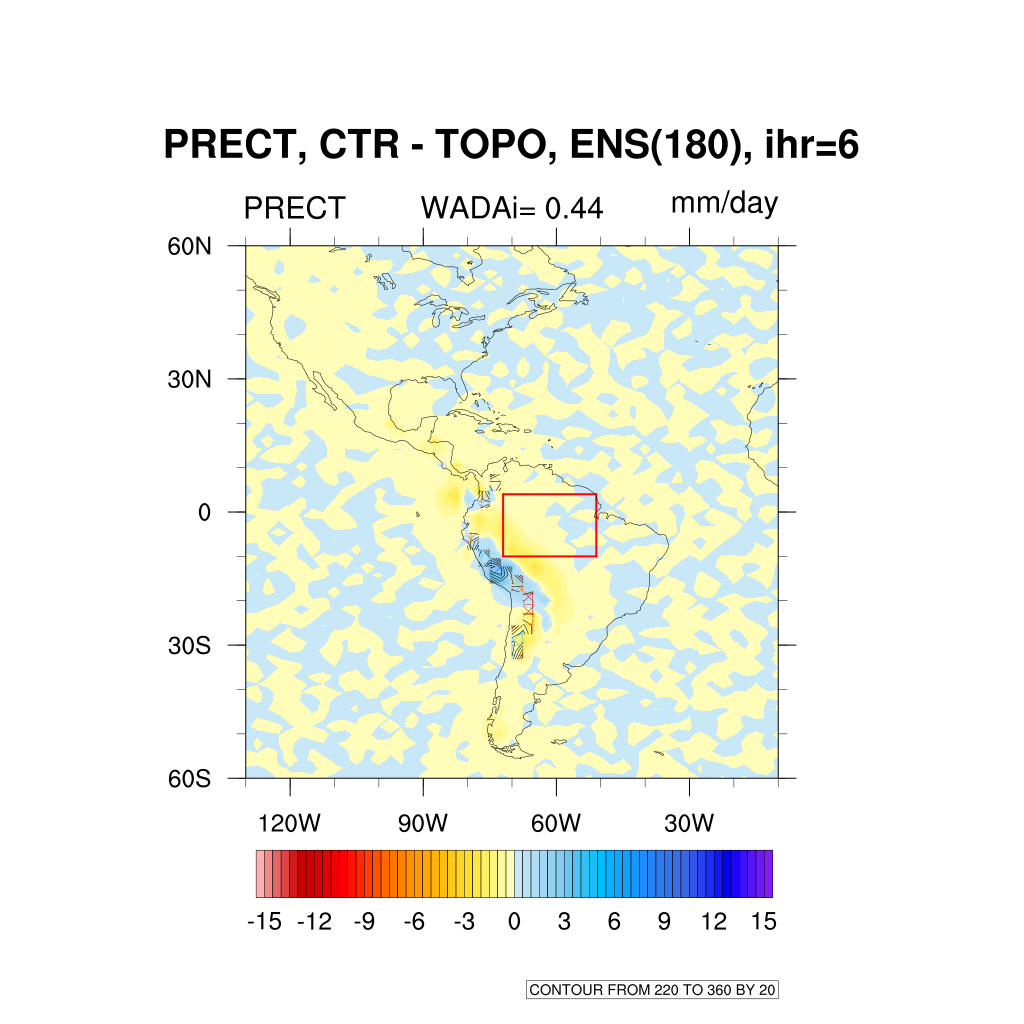 PRECT, CTR - TOPO, ENS(180), ihr=6
PRECT WADAi= 0.44 mm/day
60N
30N
0
30S
60S
120W 90W 60W 30W
-15 -12 -9 -6 -3 0 3 6 9 12 15
CONTOUR FROM 220 TO 360 BY 20